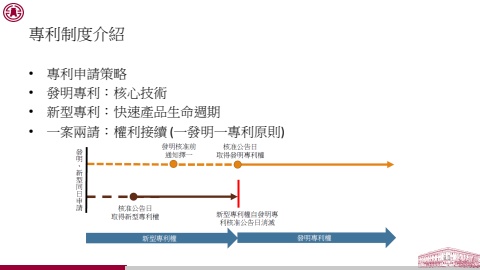 專利制度介紹
• 專利申請策略
• 發明專利：核心技術
• 新型專利：快速產品生命週期
• 一案兩請：權利接續 (一發明一專利原則)
發明、新型同日申請
發明核准前
通知擇一
核准公告日
取得發明專利權
核准公告日
取得新型專利權
新型專利權自發明專
利核准公告日消滅
新型專利權
發明專利權